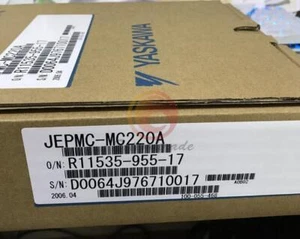 YASKAWA
JEPMC-MC220A
O/N: R11535-955-17
S/N: D0064J976710017
2006.04